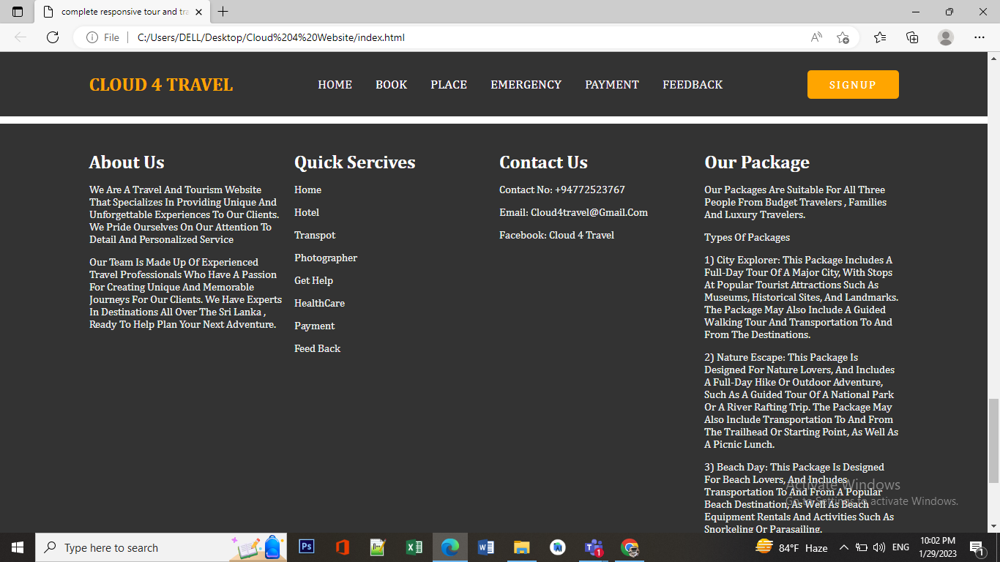 complete responsive tour and tra
File
C:/Users/DELL/Desktop/Cloud%204%20Website/index.html
CLOUD 4 TRAVEL
HOME
BOOK
PLACE
EMERGENCY
PAYMENT
FEEDBACK
SIGNUP
About Us
We Are A Travel And Tourism Website
That Specializes In Providing Unique And
Unforgettable Experiences To Our Clients.
We Pride Ourselves On Our Attention To
Detail And Personalized Service
Our Team Is Made Up Of Experienced
Travel Professionals Who Have A Passion
For Creating Unique And Memorable
Journeys For Our Clients. We Have Experts
In Destinations All Over The Sri Lanka ,
Ready To Help Plan Your Next Adventure.
Quick Sercives
Home
Hotel
Transpot
Photographer
Get Help
HealthCare
Payment
Feed Back
Contact Us
Contact No: +94772523767
Email: Cloud4travel@Gmail.Com
Facebook: Cloud 4 Travel
Our Package
Our Packages Are Suitable For All Three
People From Budget Travelers , Families
And Luxury Travelers.
Types Of Packages
1) City Explorer: This Package Includes A
Full-Day Tour Of A Major City, With Stops
At Popular Tourist Attractions Such As
Museums, Historical Sites, And Landmarks.
The Package May Also Include A Guided
Walking Tour And Transportation To And
From The Destinations.
2) Nature Escape: This Package Is
Designed For Nature Lovers, And Includes
A Full-Day Hike Or Outdoor Adventure,
Such As A Guided Tour Of A National Park
Or A River Rafting Trip. The Package May
Also Include Transportation To And From
The Trailhead Or Starting Point, As Well As
A Picnic Lunch.
3) Beach Day: This Package Is Designed
For Beach Lovers, And Includes
Transportation To And From A Popular
Beach Destination, As Well As Beach
Equipment Rentals And Activities Such As
Snorkeling Or Parasailing.
Activate Windows
Go to Settings to activate Windows.
Type here to search
Ps
84°F Haze
ENG
10:02 PM
1/29/2023
1
1